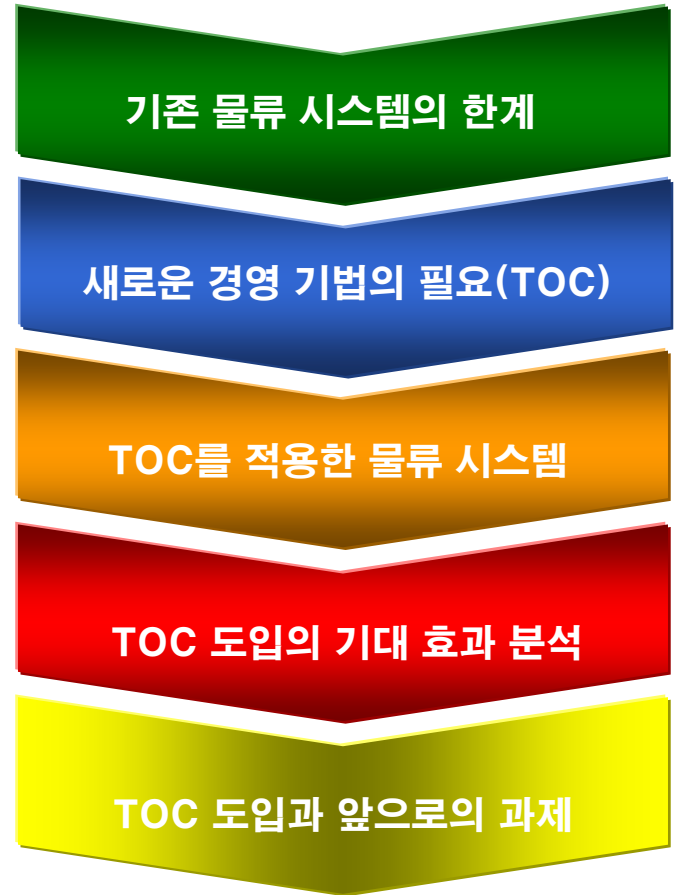 기존 물류 시스템의 한계
새로운 경영 기법의 필요(TOC)
TOC를 적용한 물류 시스템
TOC 도입의 기대 효과 분석
TOC 도입과 앞으로의 과제